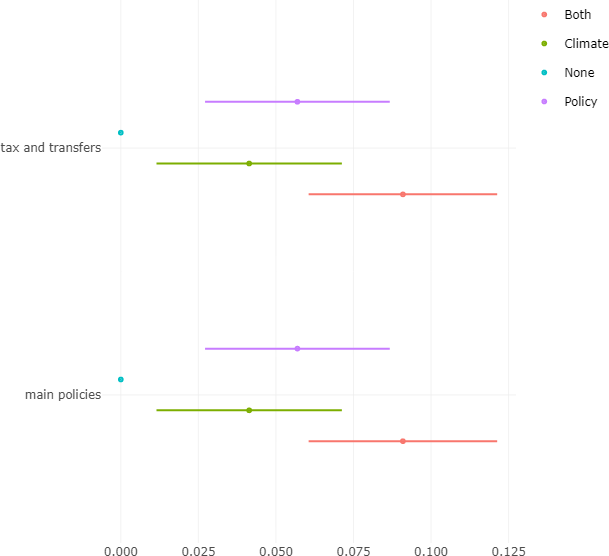 Both
Climate
None
Policy
tax and transfers
main policies
0.000 0.025 0.050 0.075 0.100 0.125